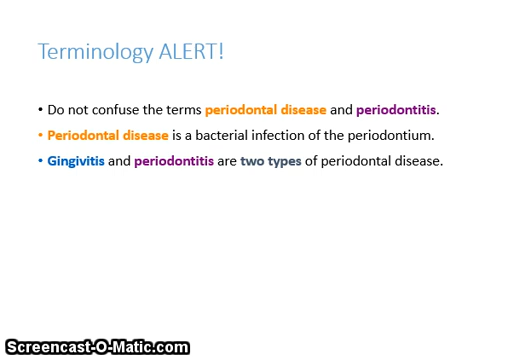 Terminology ALERT!
• Do not confuse the terms periodontal disease and periodontitis.
• Periodontal disease is a bacterial infection of the periodontium.
• Gingivitis and periodontitis are two types of periodontal disease.
Screencast-O-Matic.com